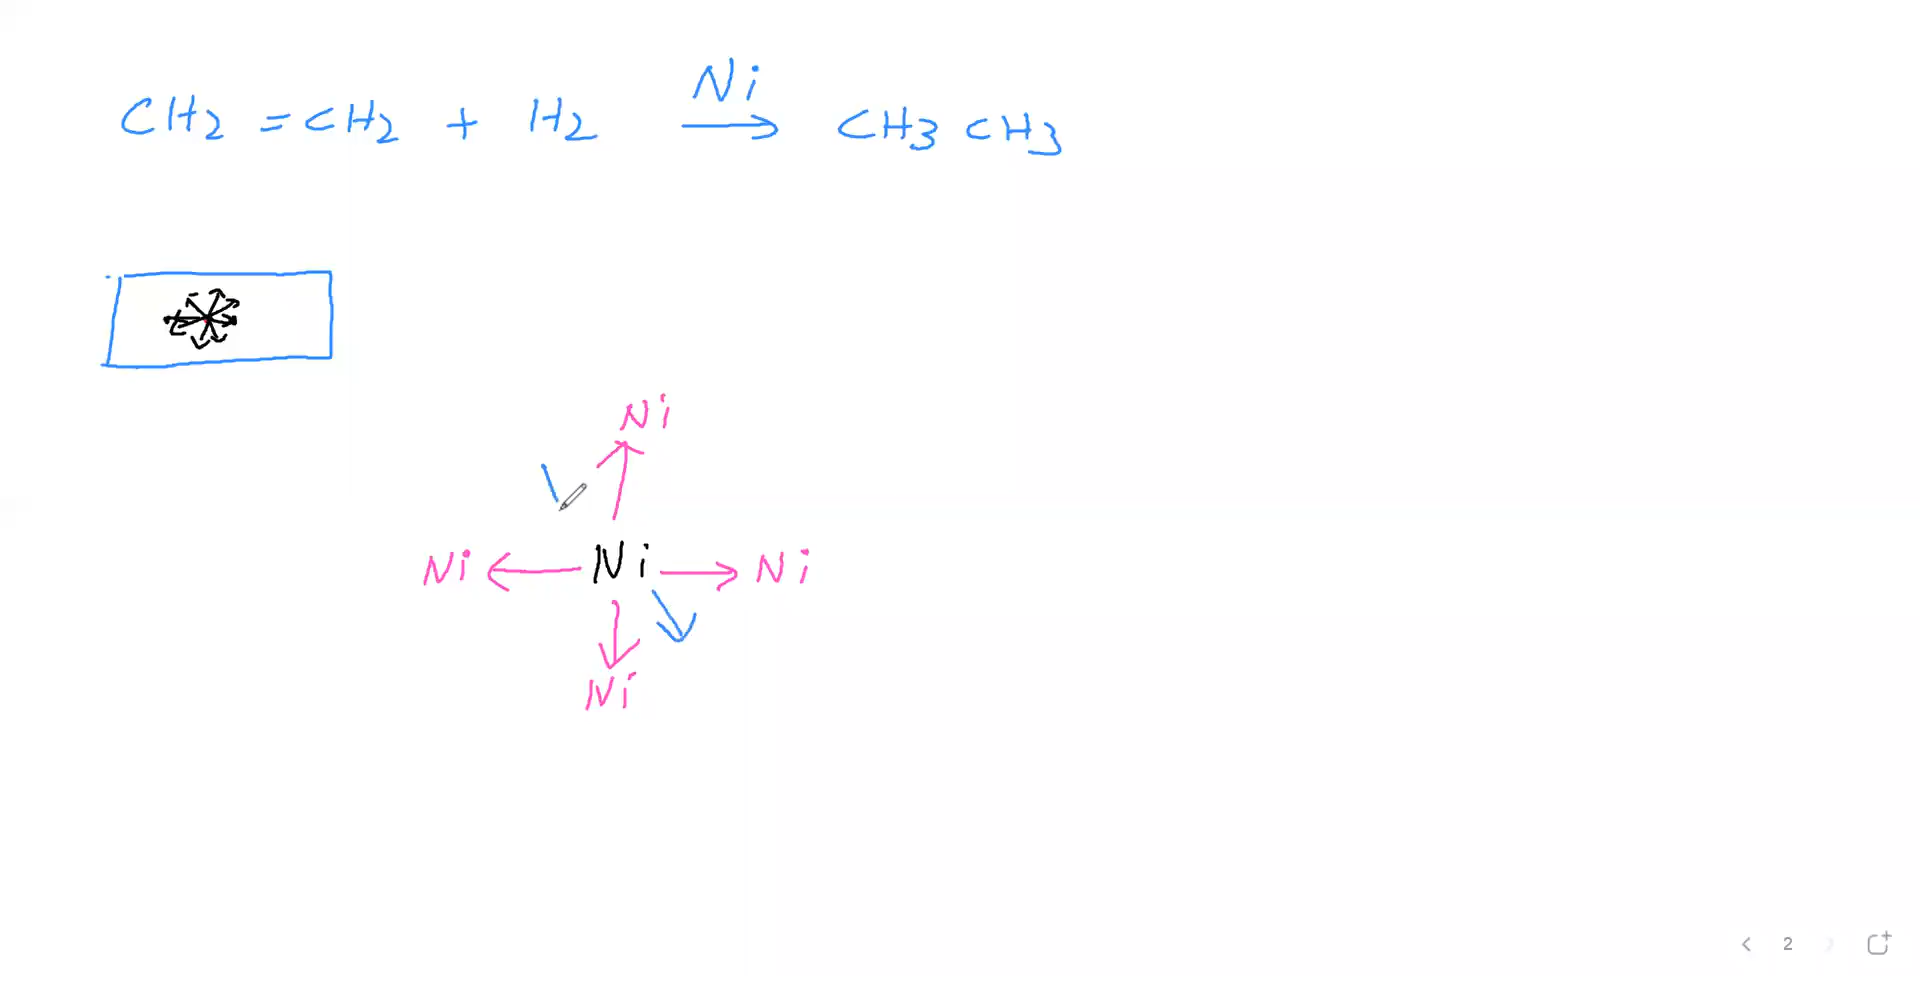 Ni
CH2 = CH2 + H2 → CH3 CH3
Ni
Ni ← Ni → Ni
Ni
2